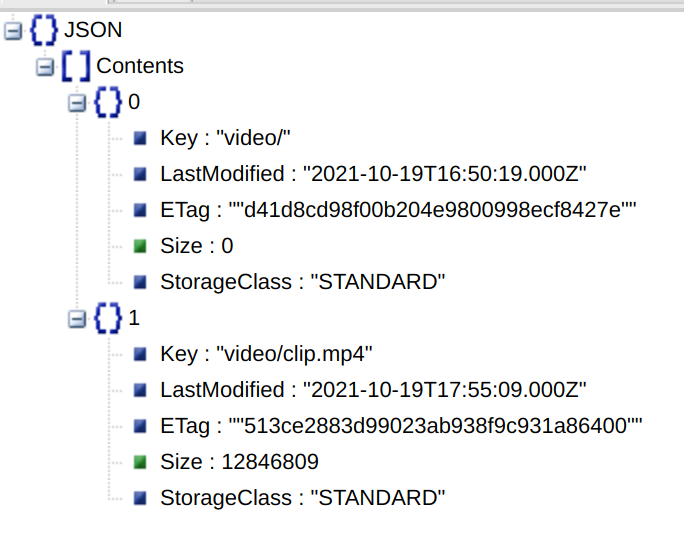 JSON
Contents
0
Key : "video/"
LastModified : "2021-10-19T16:50:19.000Z"
ETag : ""d41d8cd98f00b204e9800998ecf8427e""
Size : 0
StorageClass : "STANDARD"
1
Key : "video/clip.mp4"
LastModified : "2021-10-19T17:55:09.000Z"
ETag : ""513ce2883d99023ab938f9c931a86400""
Size : 12846809
StorageClass : "STANDARD"